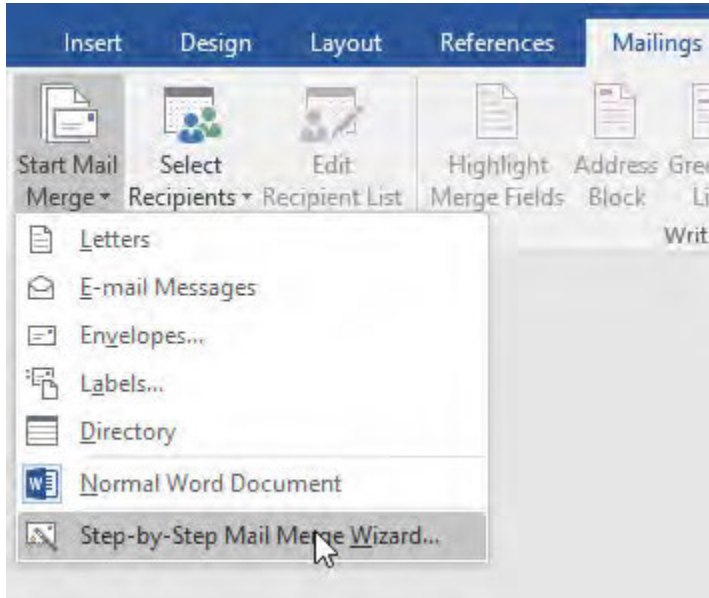 Insert Design Layout References Mailings
Start Mail Select Edit Highlight Address
Merge Recipients Recipient List Merge Fields Block
Letters
E-mail Messages
Envelopes...
Labels...
Directory
Normal Word Document
Step-by-Step Mail Merge Wizard...